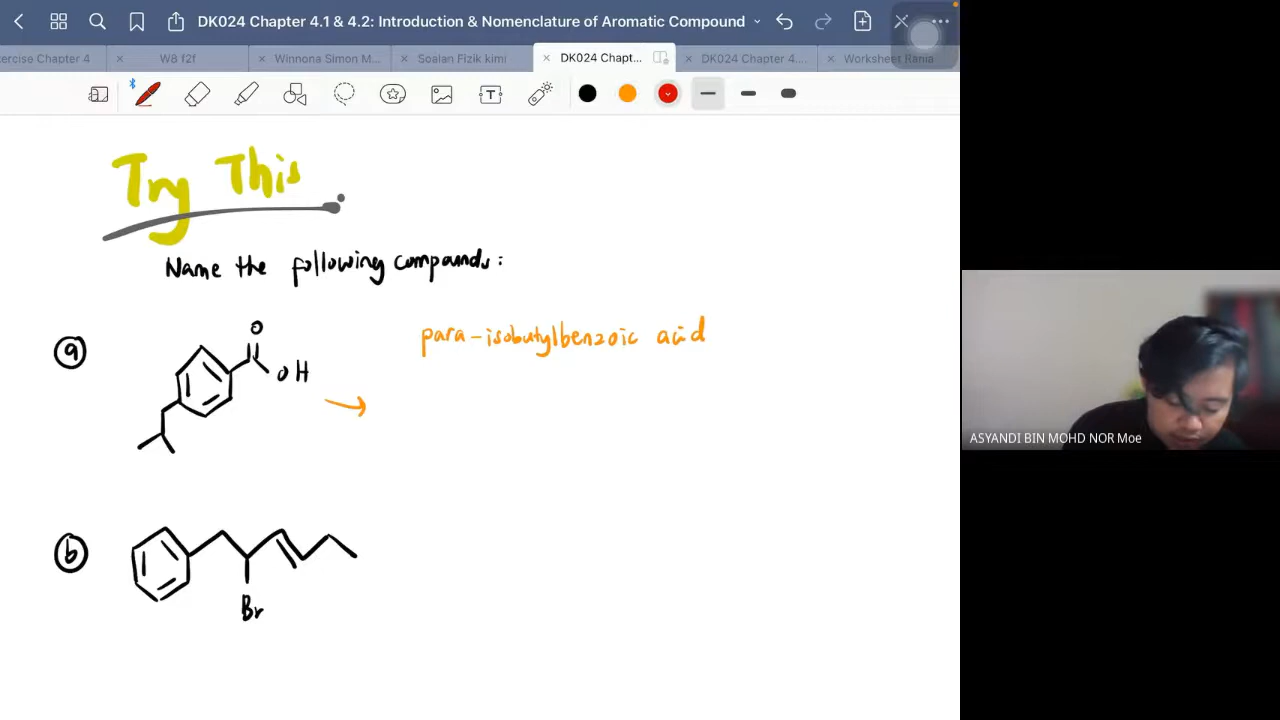 DK024 Chapter 4.1 & 4.2: Introduction & Nomenclature of Aromatic Compound
ercise Chapter 4
W8 f2f
Winnona Simon M...
Soalan Fizik kimi
DK024 Chapt...
DK024 Chapter 4....
Worksheet Rania
T
Try This
Name the following compounds:
a
O
OH
para-isobutylbenzoic acid
b
Br
ASYANDI BIN MOHD NOR Moe